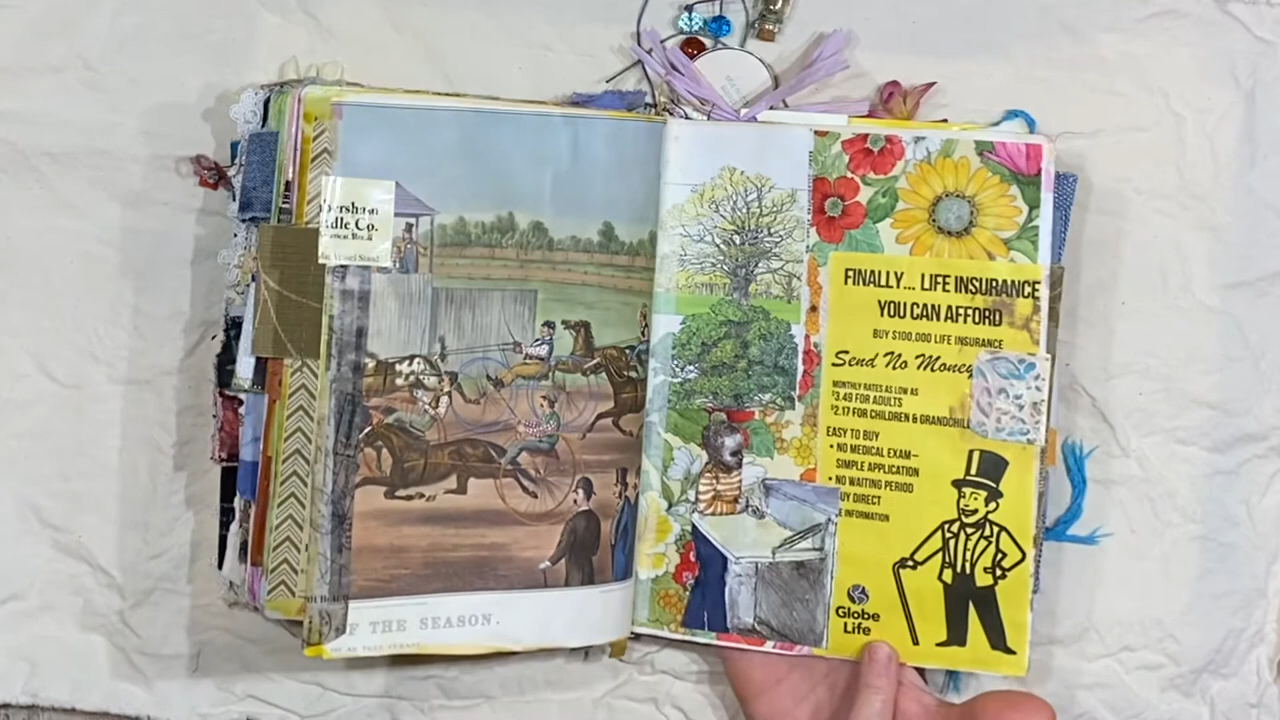 dle Co.
F THE SEASON.
FINALLY... LIFE INSURANCE
YOU CAN AFFORD
BUY $100,000 LIFE INSURANCE
Send No Money
MONTHLY RATES AS LOW AS
$3.49 FOR ADULTS
$2.17 FOR CHILDREN & GRANDCHIL
EASY TO BUY
• NO MEDICAL EXAM—
SIMPLE APPLICATION
• NO WAITING PERIOD
UY DIRECT
E INFORMATION
Globe
Life